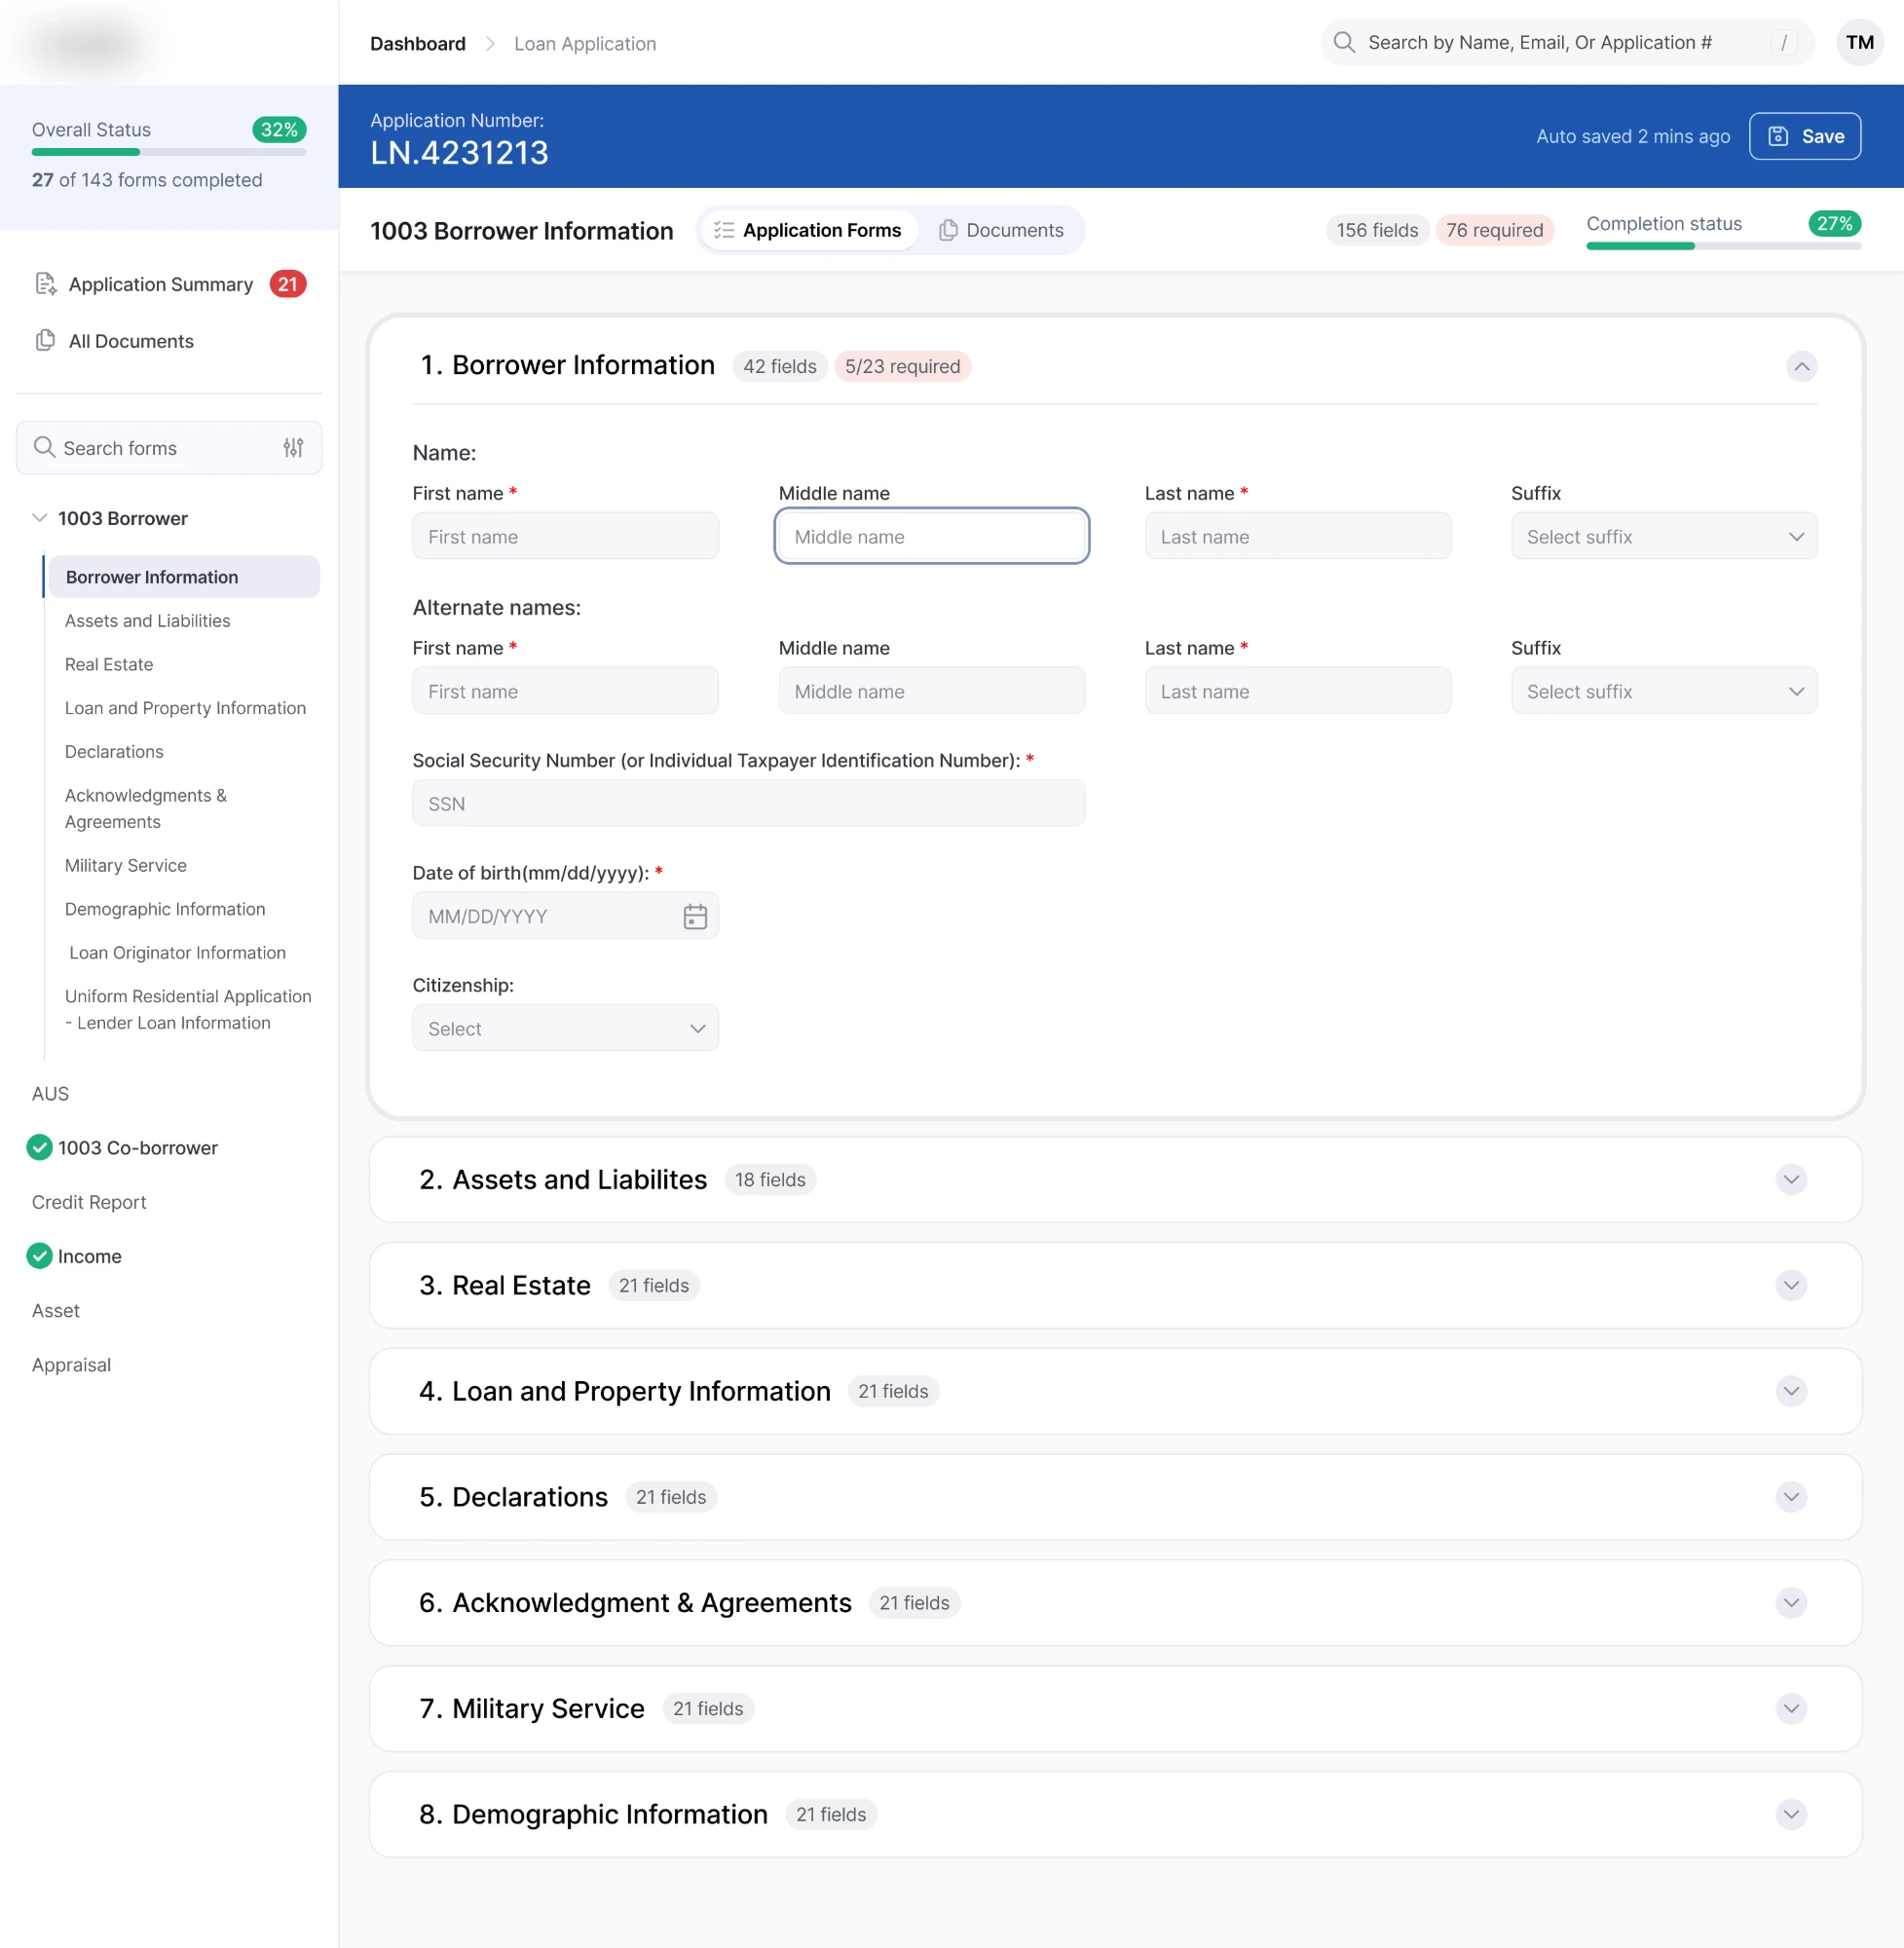 Dashboard
Loan Application
Search by Name, Email, Or Application #
/
TM
Overall Status
32%
27 of 143 forms completed
Application Number:
LN.4231213
Auto saved 2 mins ago
Save
1003 Borrower Information
Application Forms
Documents
156 fields
76 required
Completion status
27%
Application Summary
21
All Documents
Search forms
1003 Borrower
Borrower Information
Assets and Liabilities
Real Estate
Loan and Property Information
Declarations
Acknowledgments &
Agreements
Military Service
Demographic Information
Loan Originator Information
Uniform Residential Application
- Lender Loan Information
AUS
1003 Co-borrower
Credit Report
Income
Asset
Appraisal
1. Borrower Information
42 fields
5/23 required
Name:
First name *
Middle name
Last name *
Suffix
First name
Middle name
Last name
Select suffix
Alternate names:
First name *
Middle name
Last name *
Suffix
First name
Middle name
Last name
Select suffix
Social Security Number (or Individual Taxpayer Identification Number): *
SSN
Date of birth(mm/dd/yyyy): *
MM/DD/YYYY
Citizenship:
Select
2. Assets and Liabilites
18 fields
3. Real Estate
21 fields
4. Loan and Property Information
21 fields
5. Declarations
21 fields
6. Acknowledgment & Agreements
21 fields
7. Military Service
21 fields
8. Demographic Information
21 fields